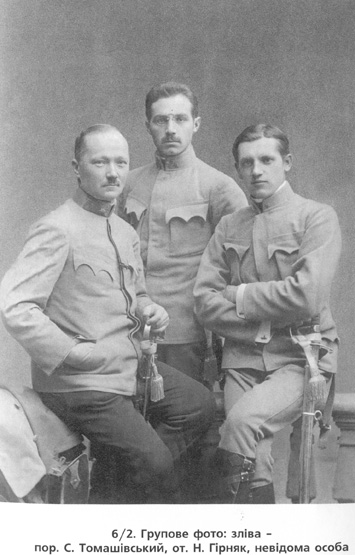 6/2. Групове фото: зліва –
пор. С. Томашівський, от. Н. Гірняк, невідома особа